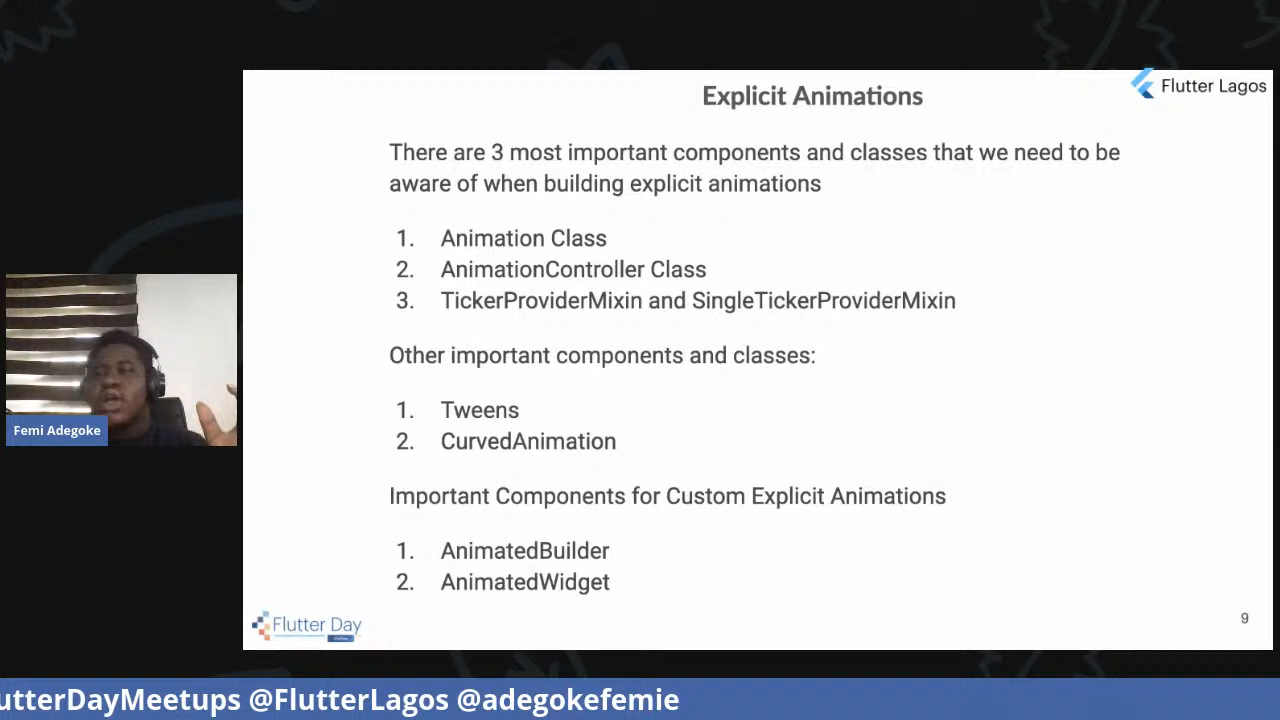 Explicit Animations
Flutter Lagos
There are 3 most important components and classes that we need to be
aware of when building explicit animations
1. Animation Class
2. AnimationController Class
3. TickerProviderMixin and SingleTickerProviderMixin
Other important components and classes:
1. Tweens
2. CurvedAnimation
Important Components for Custom Explicit Animations
1. AnimatedBuilder
2. AnimatedWidget
Femi Adegoke
Flutter Day
9
utterDayMeetups @FlutterLagos @adegokefemie